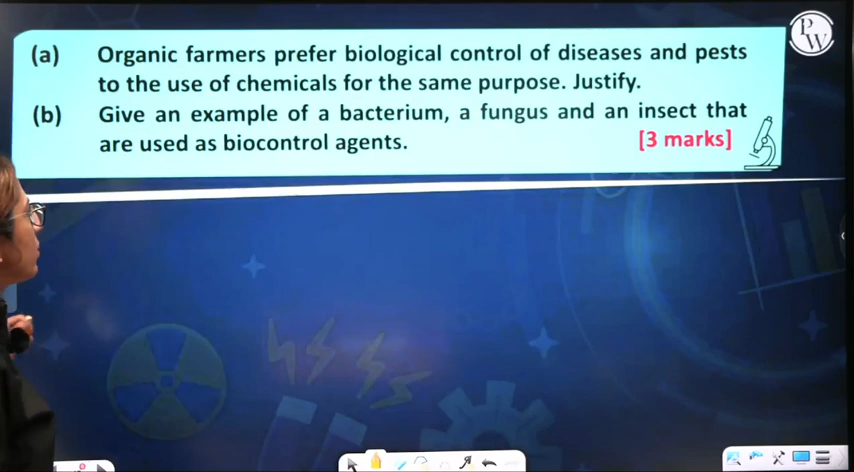 (a) Organic farmers prefer biological control of diseases and pests
to the use of chemicals for the same purpose. Justify.
(b) Give an example of a bacterium, a fungus and an insect that
are used as biocontrol agents. [3 marks]
PW